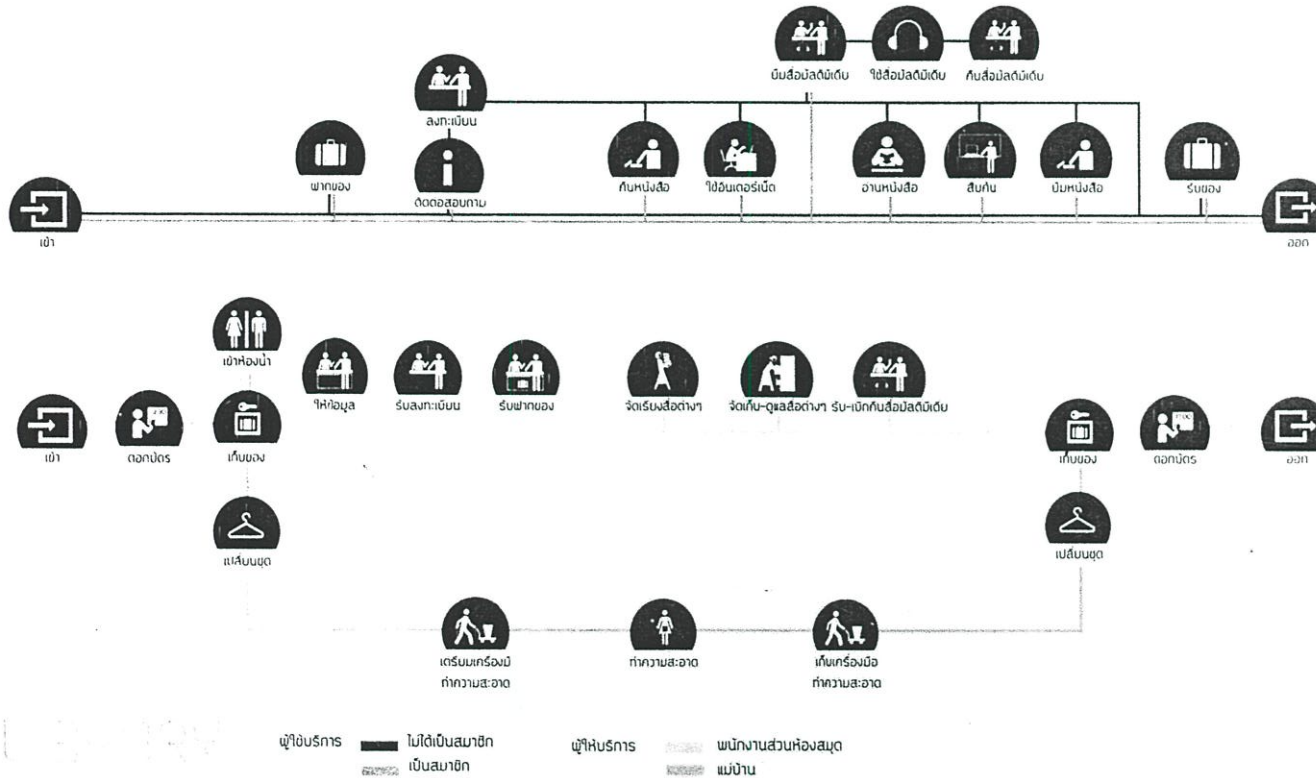 ยืมสื่อมัลติมีเดีย
ใช้สื่อมัลติมีเดีย
คืนสื่อมัลติมีเดีย
ลงทะเบียน
ฝากของ
ติดต่อสอบถาม
ค้นหนังสือ
ใช้อินเตอร์เน็ต
อ่านหนังสือ
สืบค้น
ยืมหนังสือ
รับของ
เข้า
ออก
เข้าห้องน้ำ
ให้ข้อมูล
รับลงทะเบียน
รับฝากของ
จัดเรียงสื่อต่างๆ
จัดเก็บ-ดูแลสื่อต่างๆ
รับ-เบิกคืนสื่อมัลติมีเดีย
เข้า
ตอกบัตร
เก็บของ
เก็บของ
ตอกบัตร
ออก
เปลี่ยนชุด
เปลี่ยนชุด
เตรียมเครื่องมื
ทำความสะอาด
ทำความสะอาด
เก็บเครื่องมือ
ทำความสะอาด
ผู้ใช้บริการ ไม่ได้เป็นสมาชิก
เป็นสมาชิก
ผู้ให้บริการ พนักงานส่วนห้องสมุด
แม่บ้าน